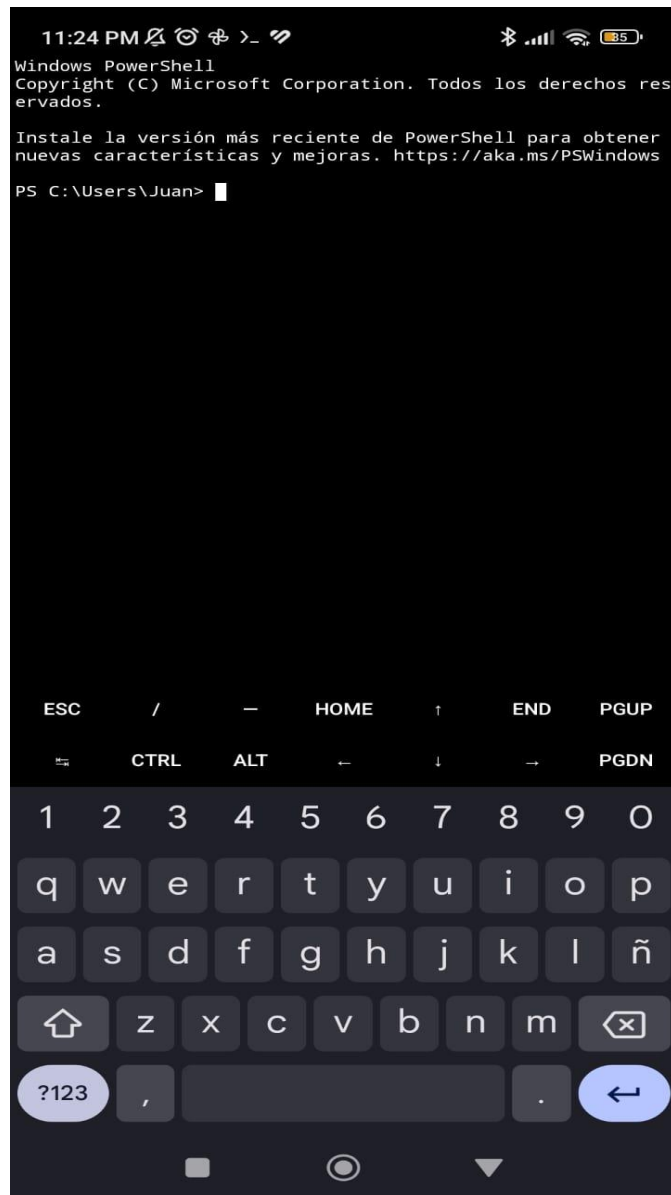 11:24 PM
35
Windows PowerShell
Copyright (C) Microsoft Corporation. Todos los derechos res
ervados.
Instale la versión más reciente de PowerShell para obtener
nuevas características y mejoras. https://aka.ms/PSWindows
PS C:\Users\Juan>
ESC / — HOME ↑ END PGUP
↹ CTRL ALT ← ↓ → PGDN
1 2 3 4 5 6 7 8 9 0
q w e r t y u i o p
a s d f g h j k l ñ
z x c v b n m
?123 , .